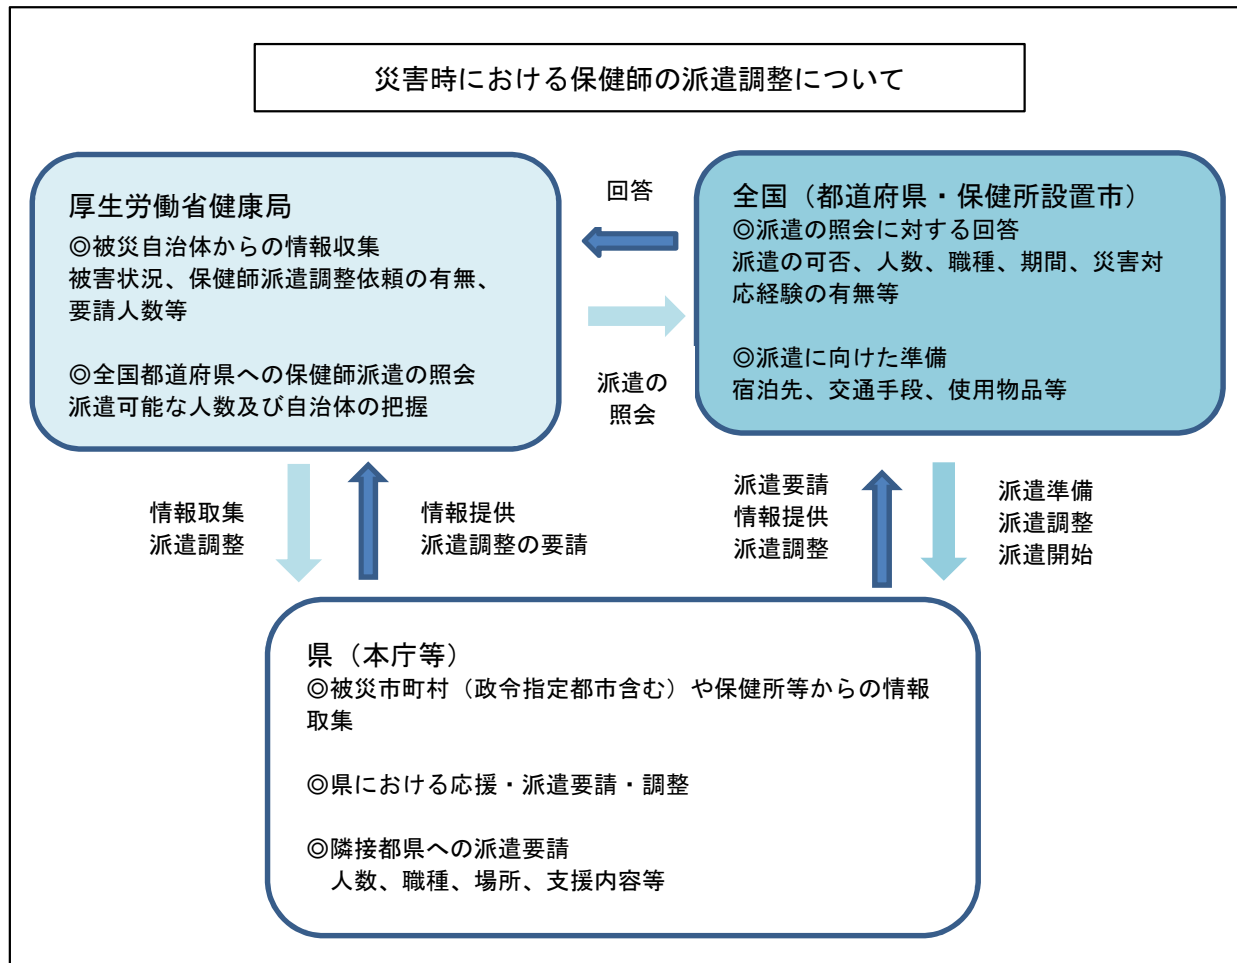 災害時における保健師の派遣調整について
厚生労働省健康局
◎被災自治体からの情報収集
被害状況、保健師派遣調整依頼の有無、
要請人数等
◎全国都道府県への保健師派遣の照会
派遣可能な人数及び自治体の把握
回答
派遣の
照会
全国（都道府県・保健所設置市）
◎派遣の照会に対する回答
派遣の可否、人数、職種、期間、災害対
応経験の有無等
◎派遣に向けた準備
宿泊先、交通手段、使用物品等
情報取集
派遣調整
情報提供
派遣調整の要請
派遣要請
情報提供
派遣調整
派遣準備
派遣調整
派遣開始
県（本庁等）
◎被災市町村（政令指定都市含む）や保健所等からの情報
取集
◎県における応援・派遣要請・調整
◎隣接都県への派遣要請
人数、職種、場所、支援内容等